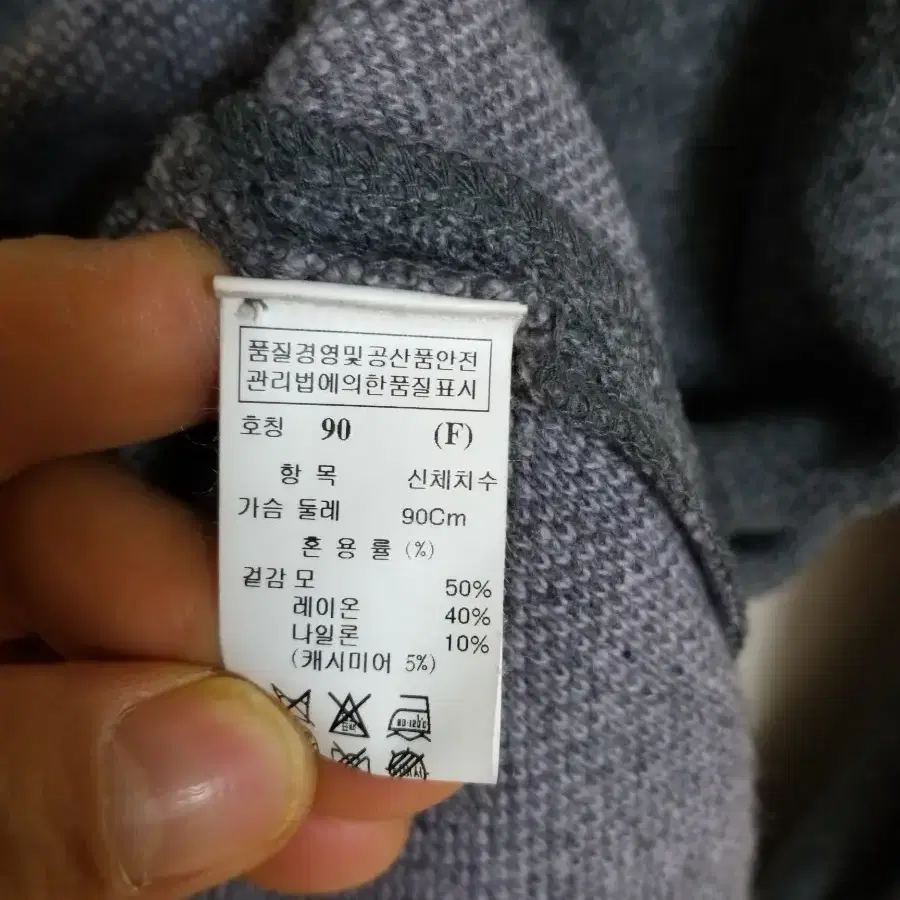 품질경영및공산품안전
관리법에의한품질표시
호칭 90 (F)
항 목 신체치수
가슴 둘레 90Cm
혼 용 률 (%)
겉감 모 50%
레이온 40%
나일론 10%
(캐시미어 5%)